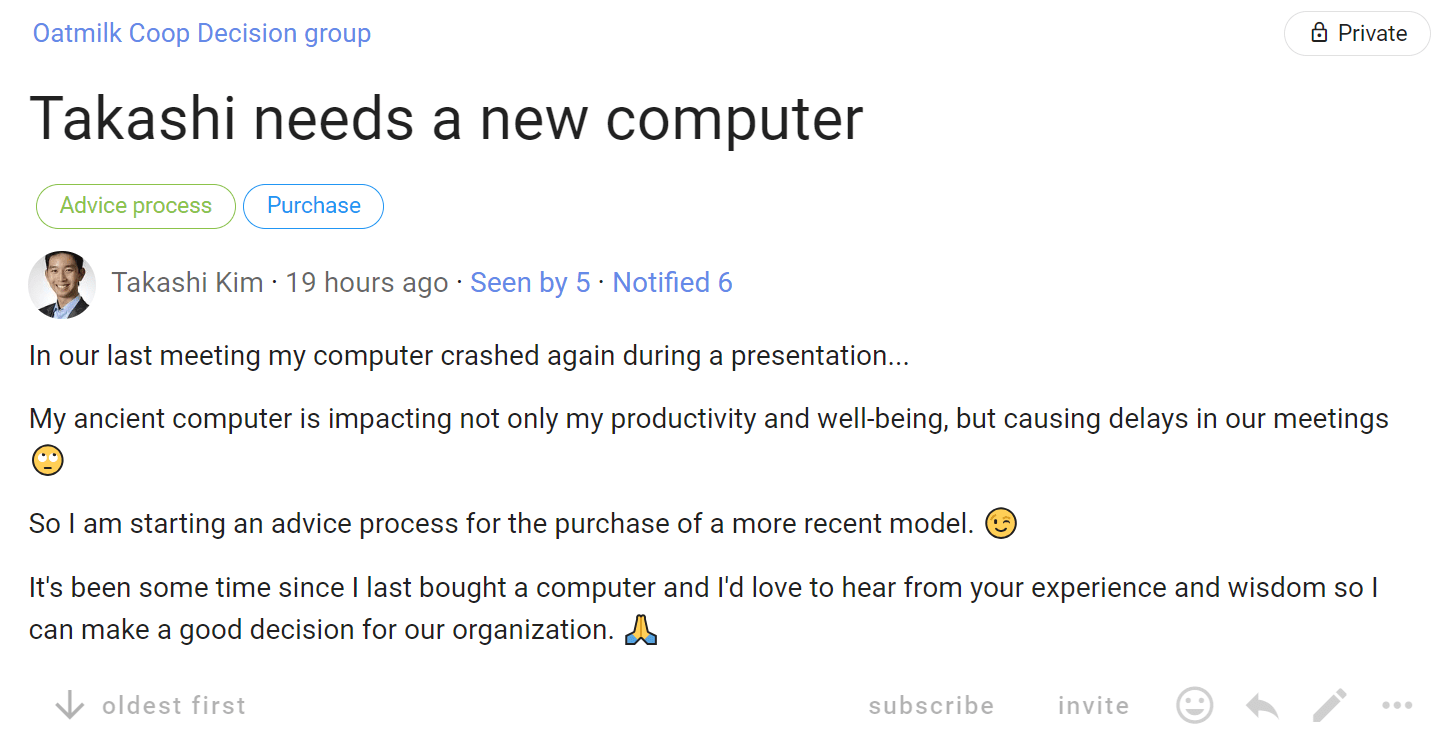 Oatmilk Coop Decision group
Private
Takashi needs a new computer
Advice process
Purchase
Takashi Kim · 19 hours ago · Seen by 5 · Notified 6
In our last meeting my computer crashed again during a presentation...
My ancient computer is impacting not only my productivity and well-being, but causing delays in our meetings
🙄
So I am starting an advice process for the purchase of a more recent model. 😉
It's been some time since I last bought a computer and I'd love to hear from your experience and wisdom so I
can make a good decision for our organization. 🙏
oldest first
subscribe
invite